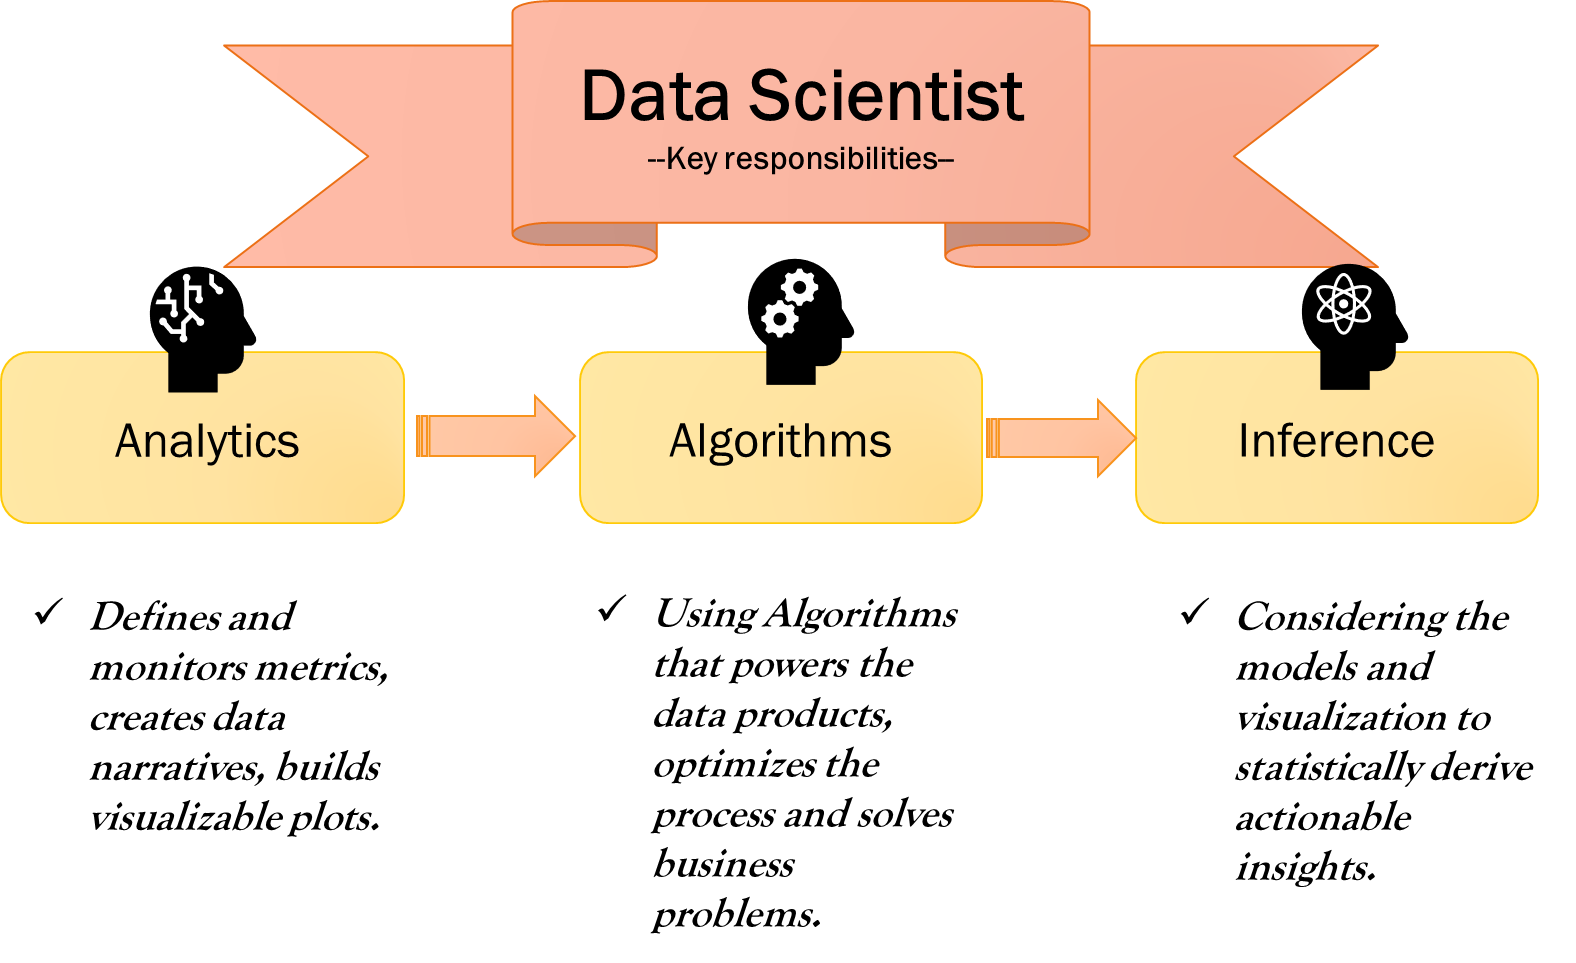 Data Scientist
--Key responsibilities–
Analytics
Algorithms
Inference
✓ Defines and
monitors metrics,
creates data
narratives, builds
visualizable plots.
✓ Using Algorithms
that powers the
data products,
optimizes the
process and solves
business
problems.
✓ Considering the
models and
visualization to
statistically derive
actionable
insights.